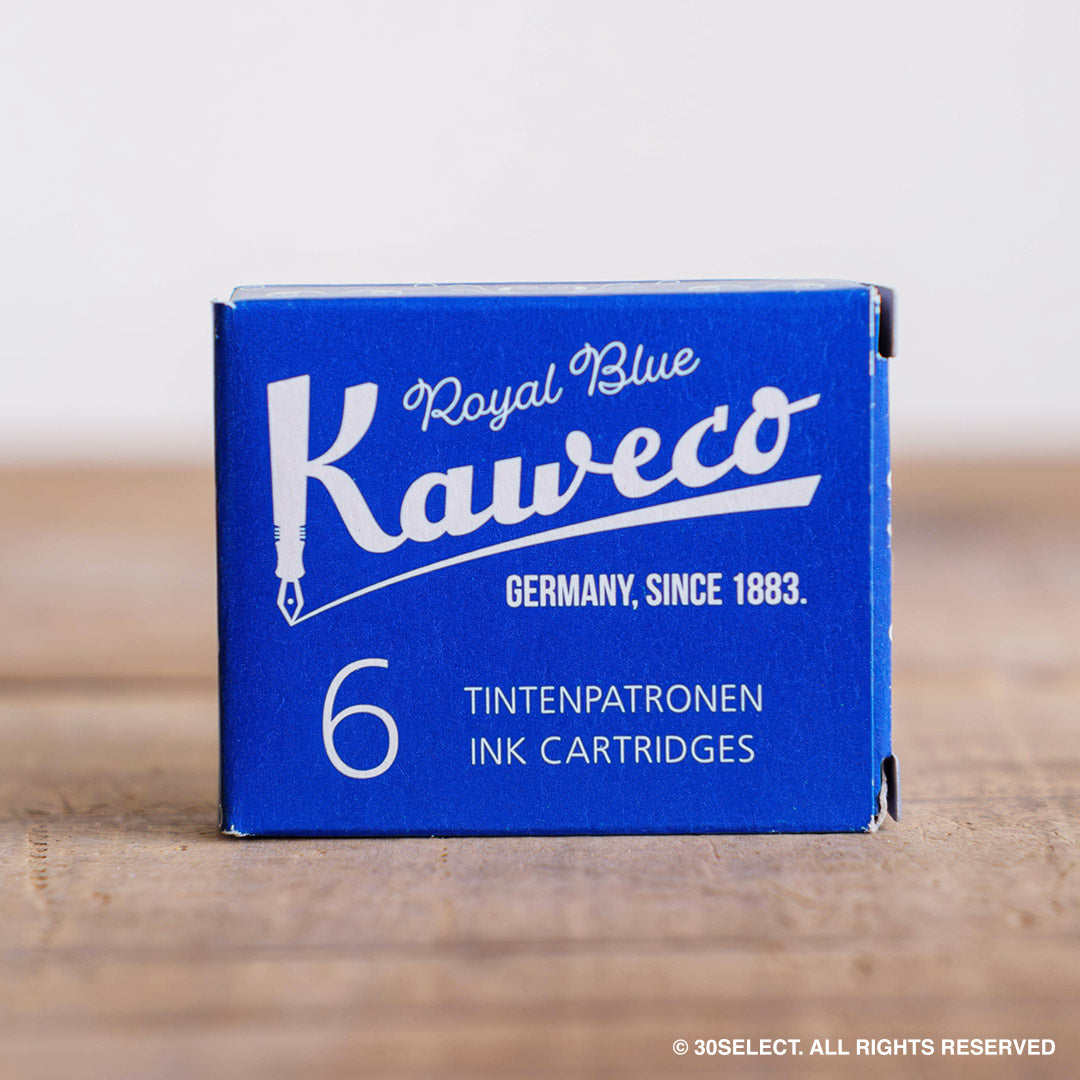 Royal Blue
Kaweco
GERMANY, SINCE 1883.
6 TINTENPATRONEN
INK CARTRIDGES
© 30SELECT. ALL RIGHTS RESERVED